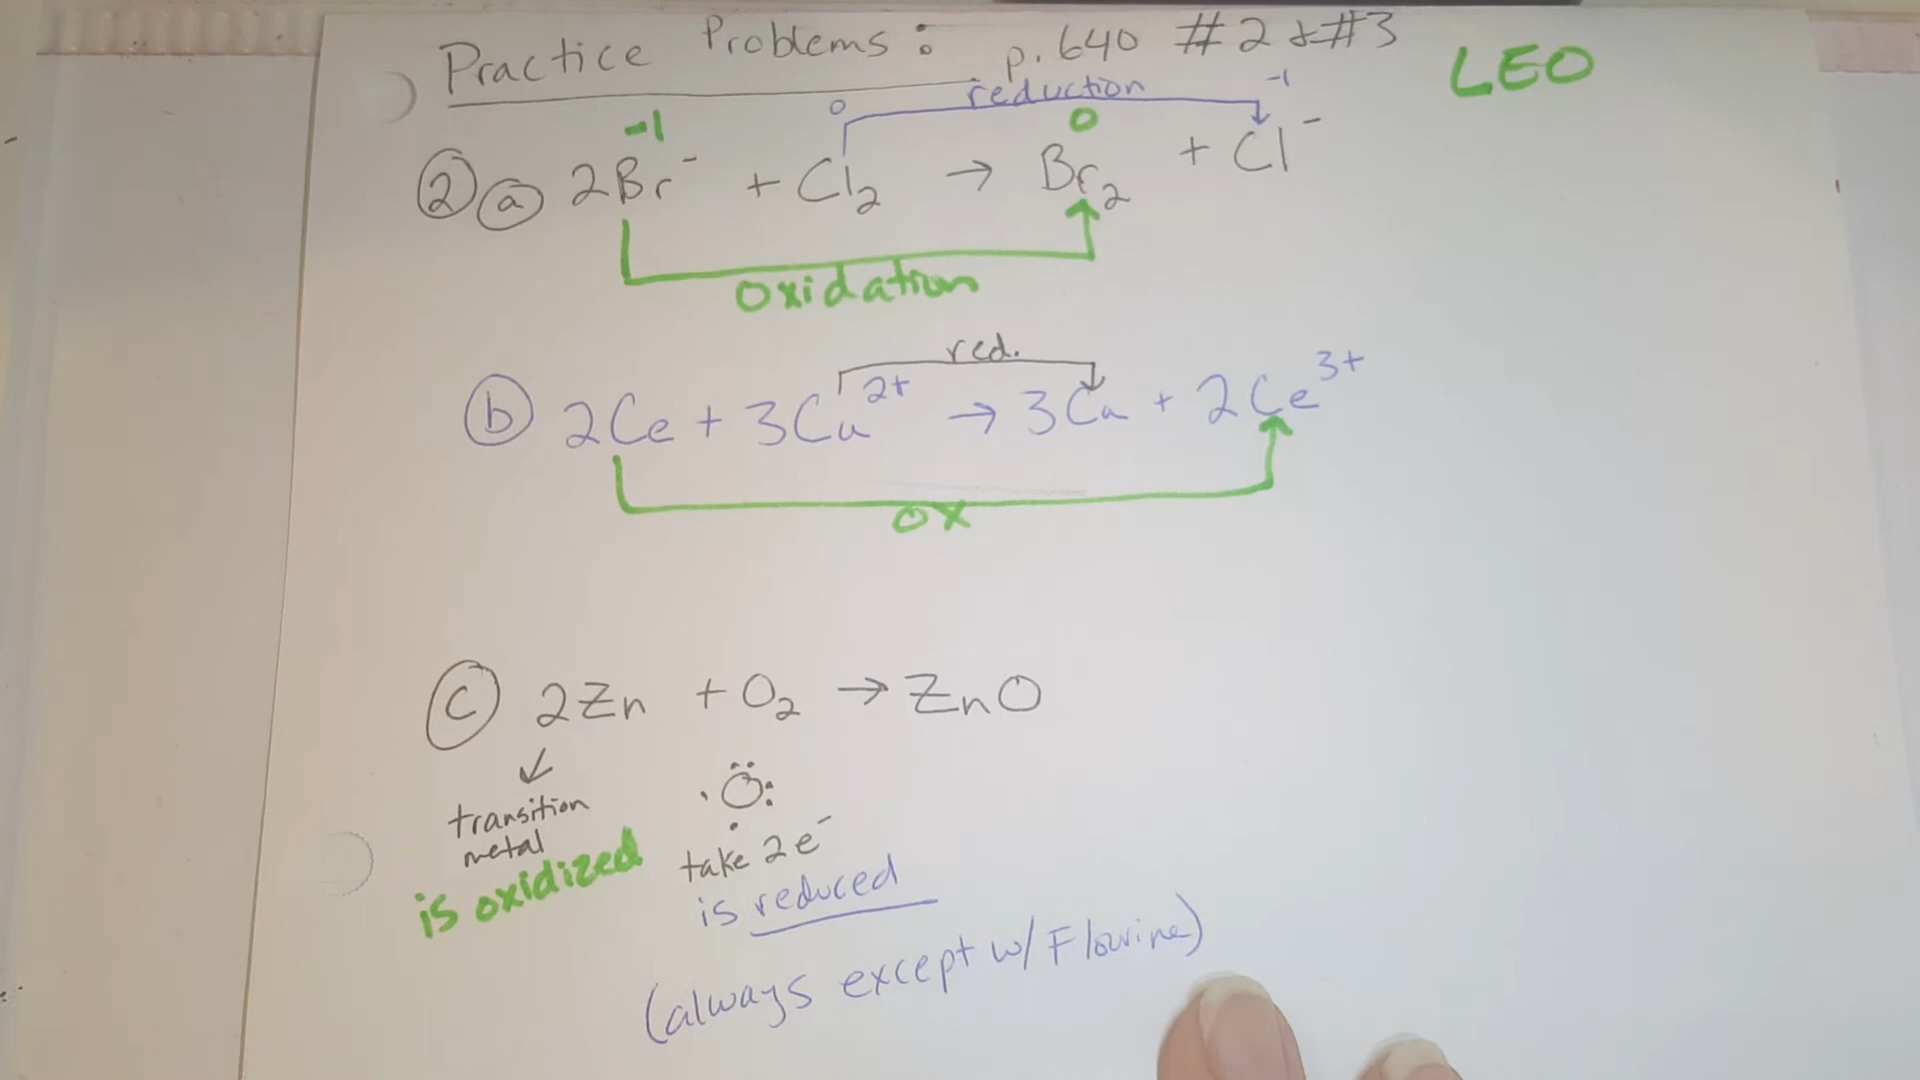 Practice Problems: p.640 #2 & #3
LEO
reduction
0 -1
-1 0
2 a 2Br⁻ + Cl₂ → Br₂ + Cl⁻
oxidation
red.
b 2Ce + 3Cu²⁺ → 3Cu + 2Ce³⁺
ox
c 2Zn + O₂ → ZnO
transition
metal
is oxidized
O
take 2e⁻
is reduced
(always except w/ Flourine)